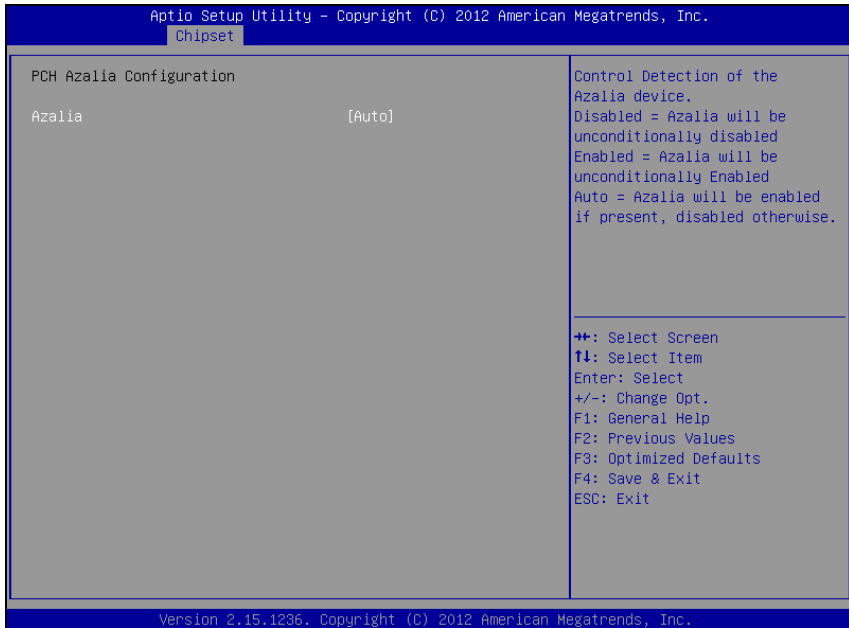 Aptio Setup Utility – Copyright (C) 2012 American Megatrends, Inc.
Chipset
PCH Azalia Configuration
Azalia [Auto]
Control Detection of the
Azalia device.
Disabled = Azalia will be
unconditionally disabled
Enabled = Azalia will be
unconditionally Enabled
Auto = Azalia will be enabled
if present, disabled otherwise.
→←: Select Screen
↑↓: Select Item
Enter: Select
+/-: Change Opt.
F1: General Help
F2: Previous Values
F3: Optimized Defaults
F4: Save & Exit
ESC: Exit
Version 2.15.1236. Copyright (C) 2012 American Megatrends, Inc.